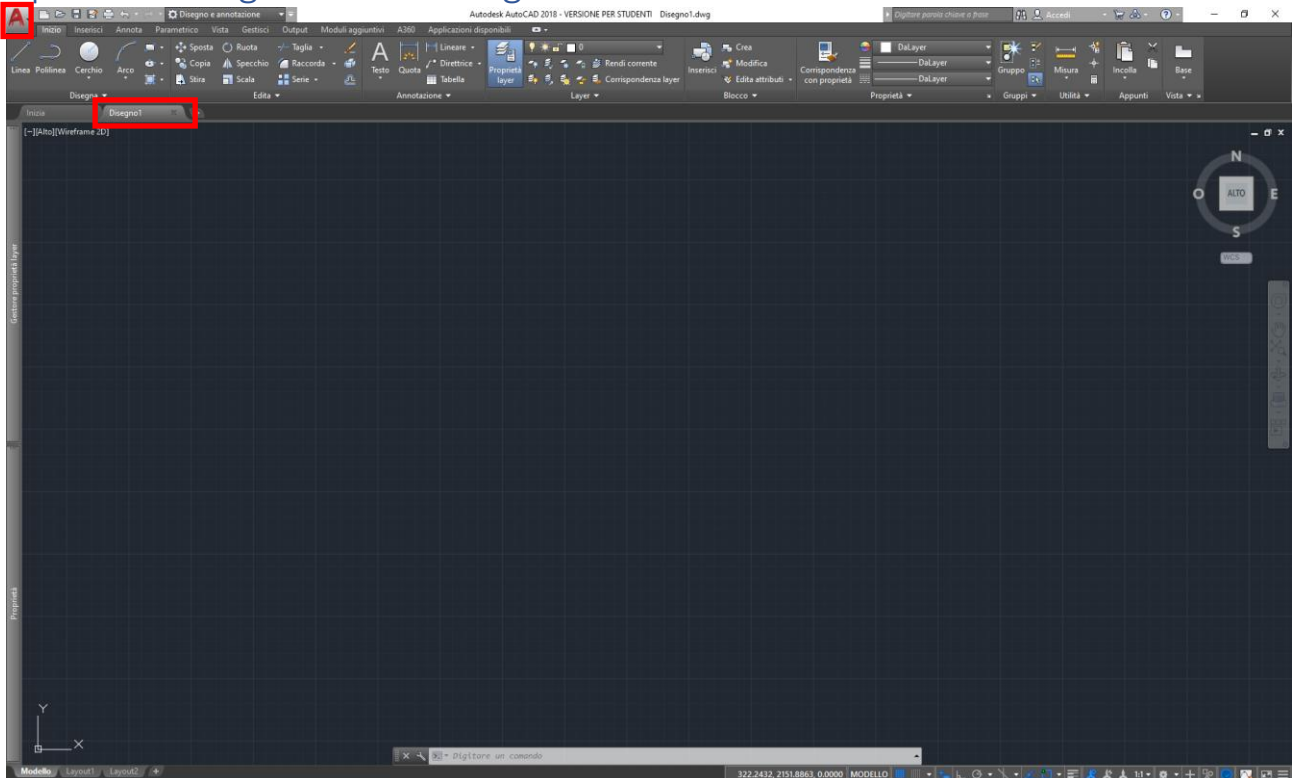 Disegno e annotazione
Autodesk AutoCAD 2018 - VERSIONE PER STUDENTI Disegno1.dwg
Digitare parola chiave o frase
Accedi
Inizio Inserisci Annota Parametrico Vista Gestisci Output Moduli aggiuntivi A360 Applicazioni disponibili
Linea Polilinea Cerchio Arco
Sposta Ruota Taglia
Copia Specchio Raccorda
Stira Scala Serie
Testo Quota
Lineare
Direttrice
Tabella
Proprietà layer
0
Rendi corrente
Corrispondenza layer
Inserisci
Crea
Modifica
Edita attributi
Corrispondenza con proprietà
DaLayer
DaLayer
DaLayer
Gruppo
Misura
Incolla
Base
Disegna Edita Annotazione Layer Blocco Proprietà Gruppi Utilità Appunti Vista
Inizia Disegno1
[−][Alto][Wireframe 2D]
N
O ALTO E
S
WCS
Gestore proprietà layer
Proprietà
Y
X
Digitare un comando
Modello Layout1 Layout2 +
322.2432, 2151.8863, 0.0000 MODELLO 1:1